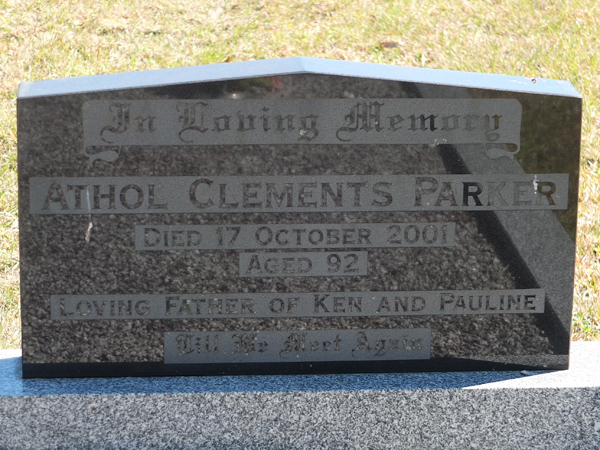 In Loving Memory
ATHOL CLEMENTS PARKER
DIED 17 OCTOBER 2001
AGED 92
LOVING FATHER OF KEN AND PAULINE
Till We Meet Again